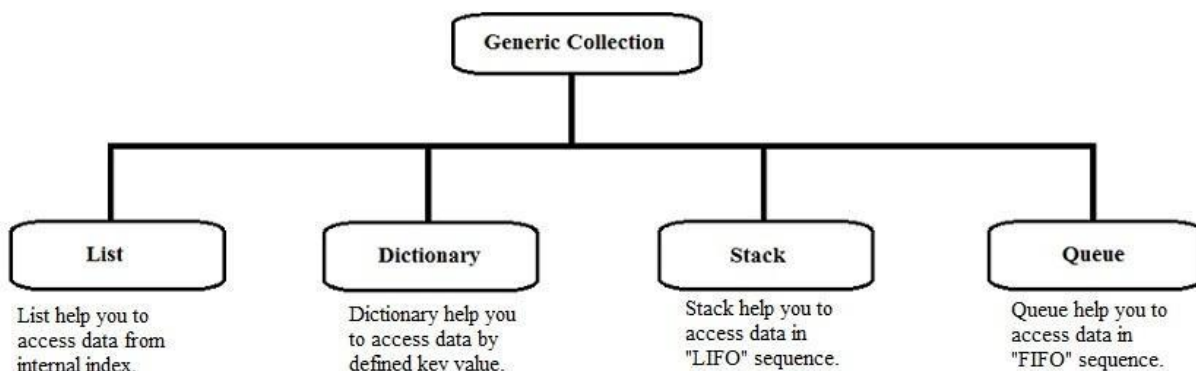 Generic Collection
List
Dictionary
Stack
Queue
List help you to
access data from
internal index.
Dictionary help you
to access data by
defined key value.
Stack help you to
access data in
"LIFO" sequence.
Queue help you to
access data in
"FIFO" sequence.